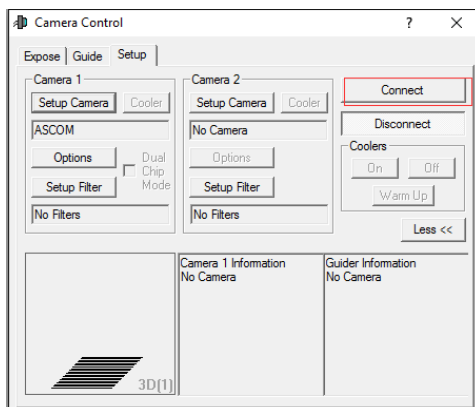 Camera Control ? ×
Expose Guide Setup
Camera 1
Setup Camera Cooler
ASCOM
Options
Dual
Chip
Mode
Setup Filter
No Filters
Camera 2
Setup Camera Cooler
No Camera
Options
Setup Filter
No Filters
Connect
Disconnect
Coolers
On Off
Warm Up
Less <<
3D(1)
Camera 1 Information
No Camera
Guider Information
No Camera